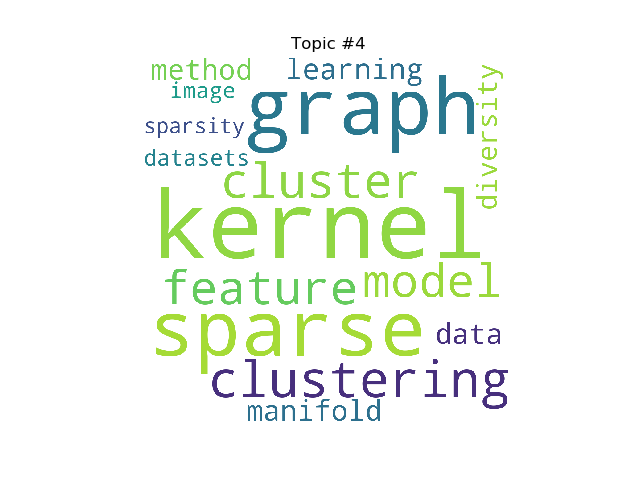 Topic #4
method
learning
image
graph
diversity
sparsity
datasets
cluster
kernel
feature
model
sparse
data
clustering
manifold